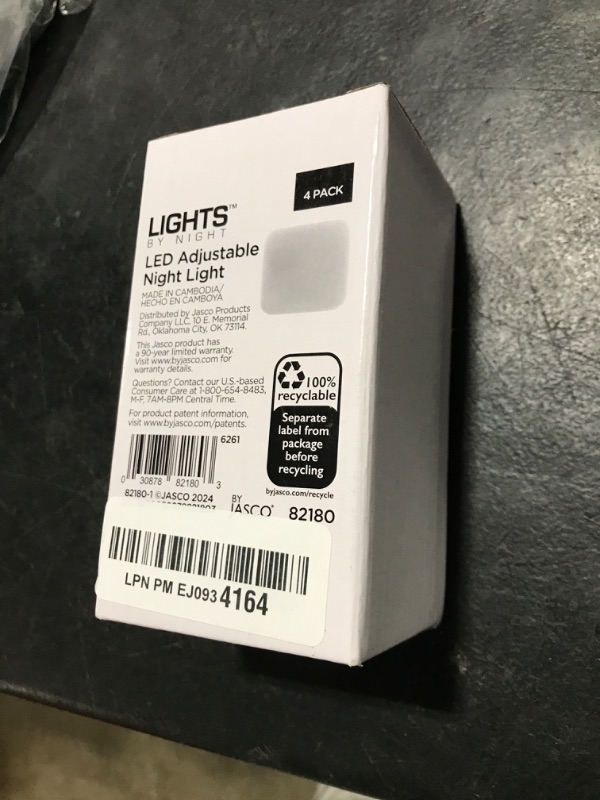 4 PACK
LIGHTS™
BY NIGHT
LED Adjustable
Night Light
MADE IN CAMBODIA/
HECHO EN CAMBOYA
Distributed by Jasco Products
Company LLC, 10 E. Memorial
Rd., Oklahoma City, OK 73114.
This Jasco product has
a 90-year limited warranty.
Visit www.byjasco.com for
warranty details.
Questions? Contact our U.S.-based
Consumer Care at 1-800-654-8483,
M-F, 7AM-8PM Central Time.
For product patent information,
visit www.byjasco.com/patents.
100%
recyclable
Separate
label from
package
before
recycling
byjasco.com/recycle
6261
0 30878 82180 3
82180-1 ©JASCO 2024
BY
JASCO® 82180
LPN PM EJ0934164